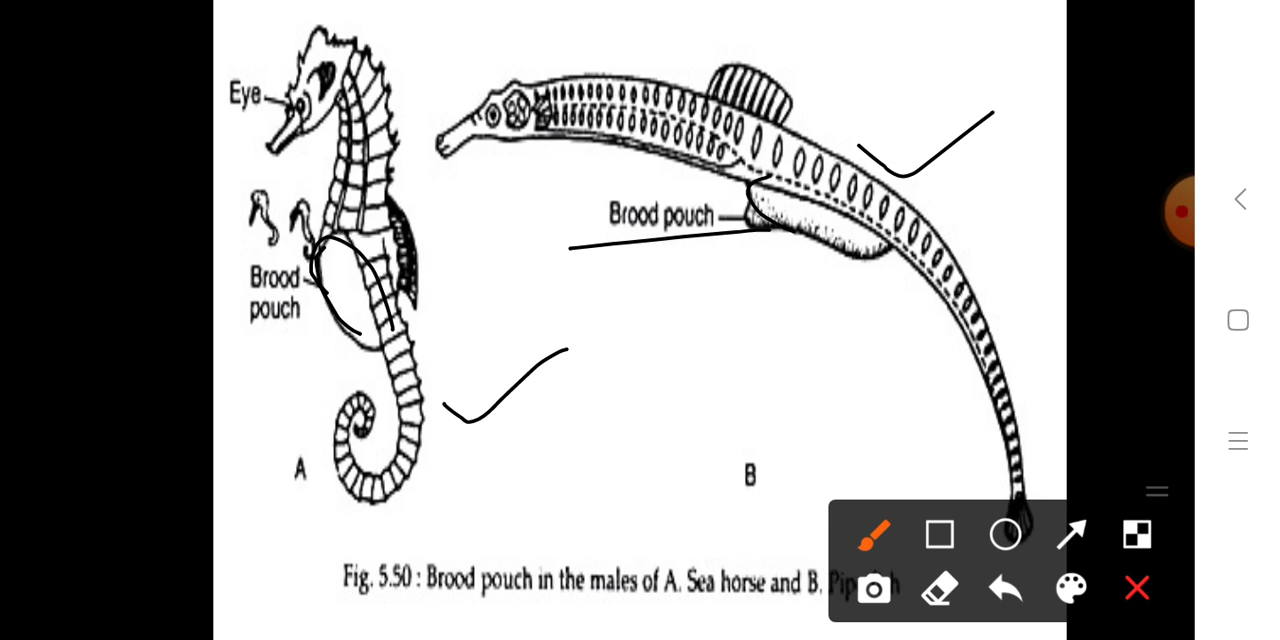 Eye
Brood pouch
Brood
pouch
A
B
Fig. 5.50 : Brood pouch in the males of A. Sea horse and B.